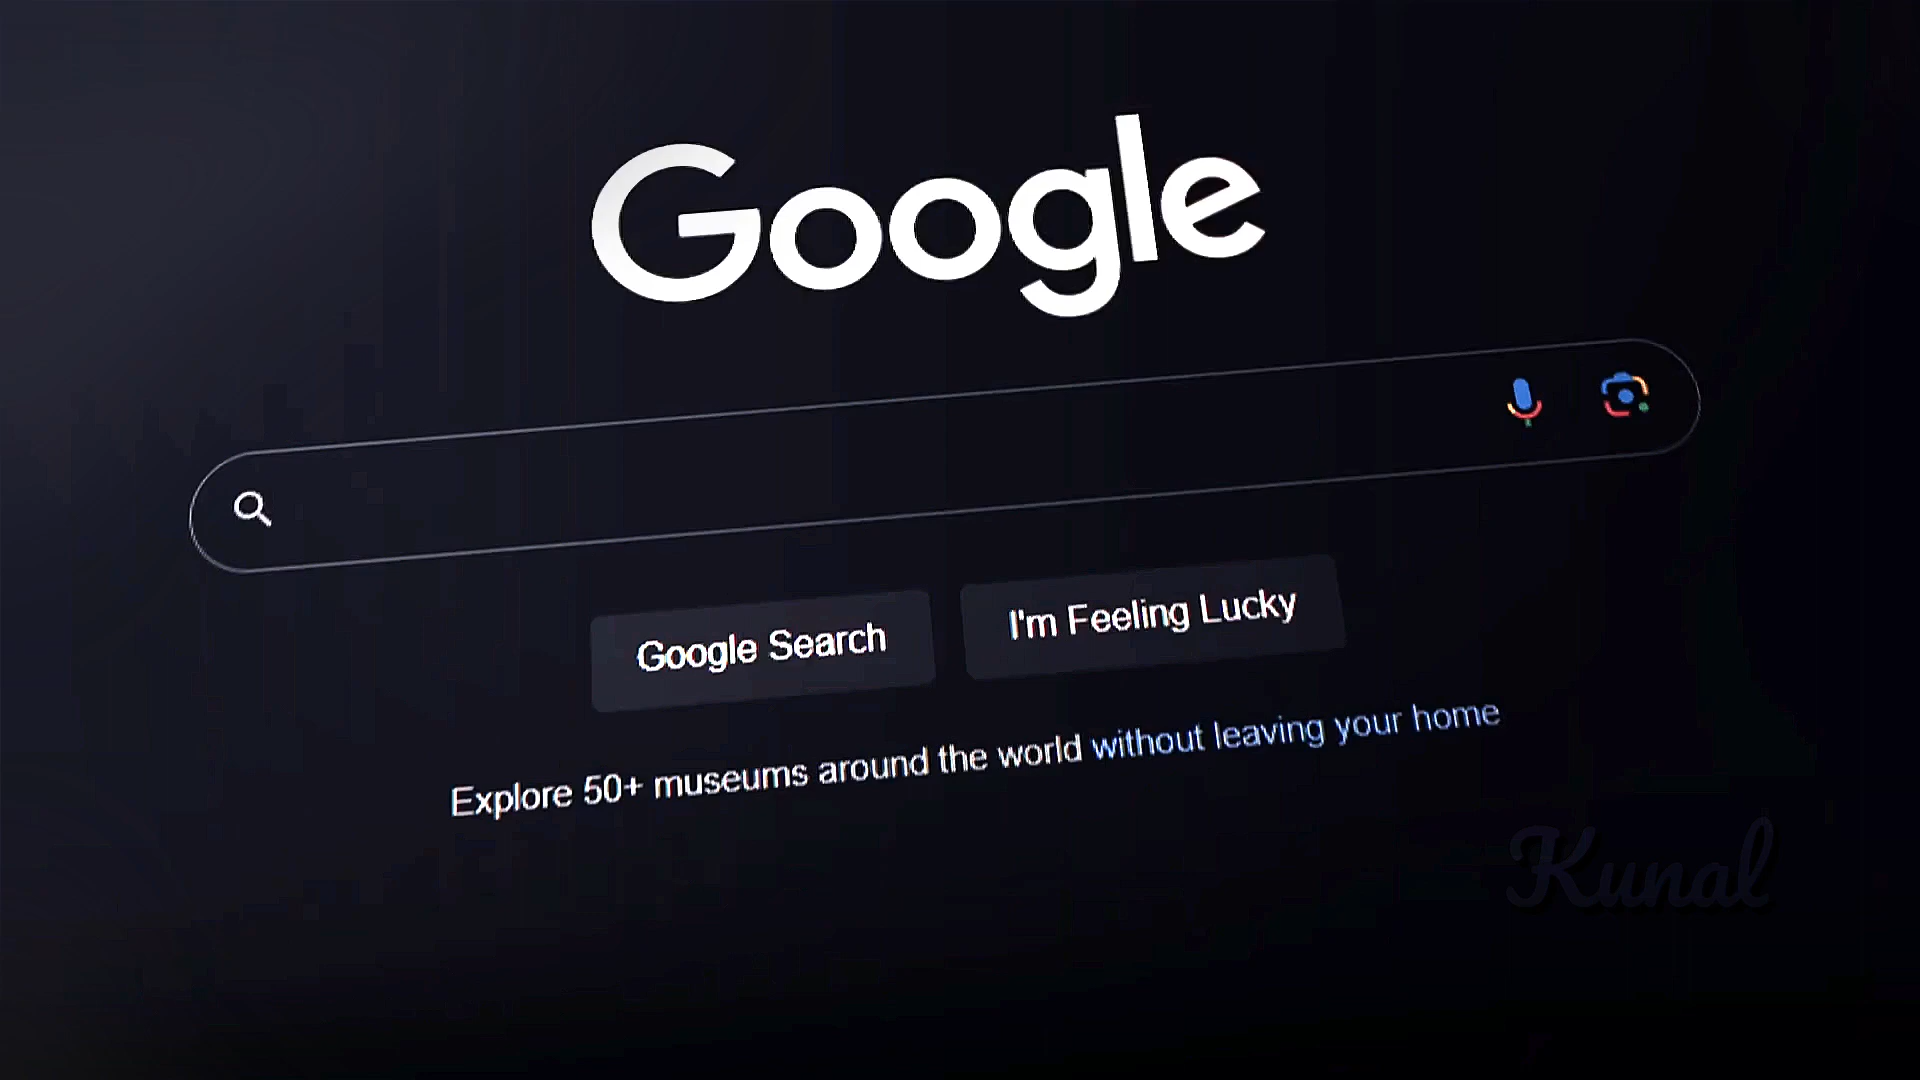 Google
Google Search
I'm Feeling Lucky
Explore 50+ museums around the world without leaving your home
Kunal